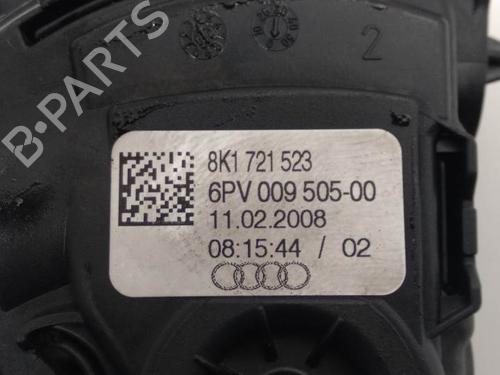 B-PARTS
2
8K1 721 523
6PV 009 505-00
11.02.2008
08:15:44 / 02